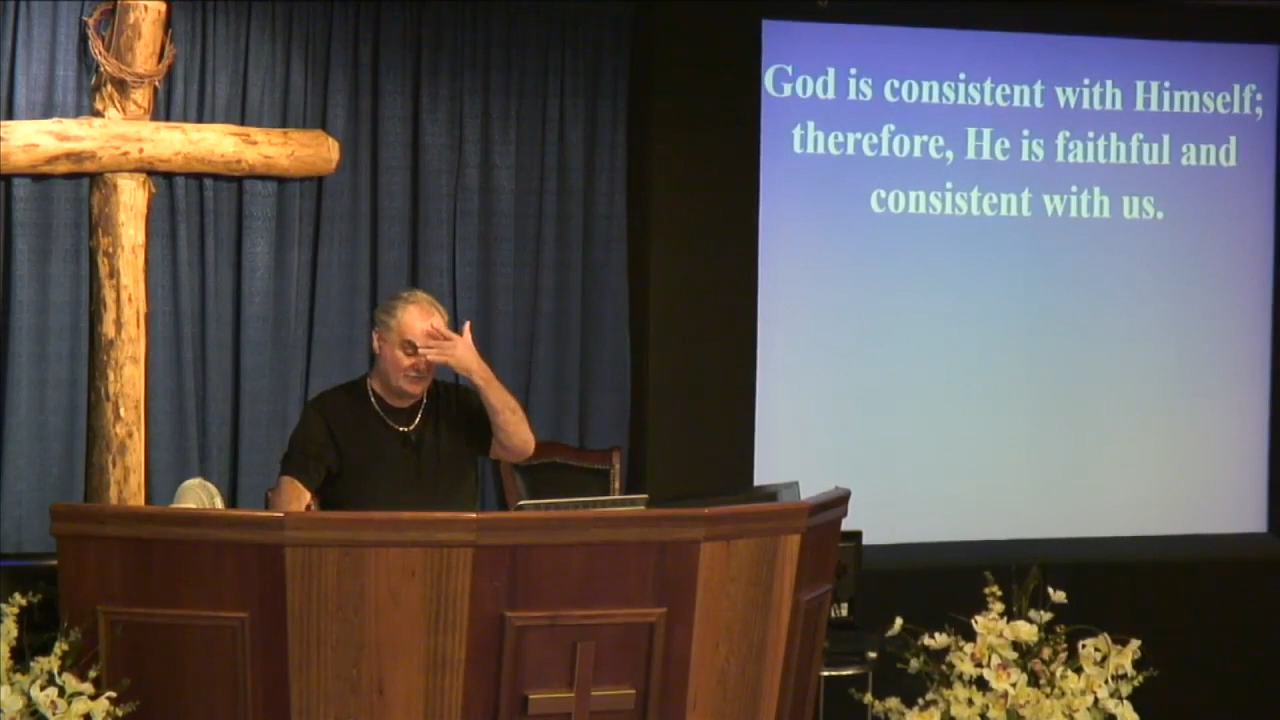 God is consistent with Himself;
therefore, He is faithful and
consistent with us.